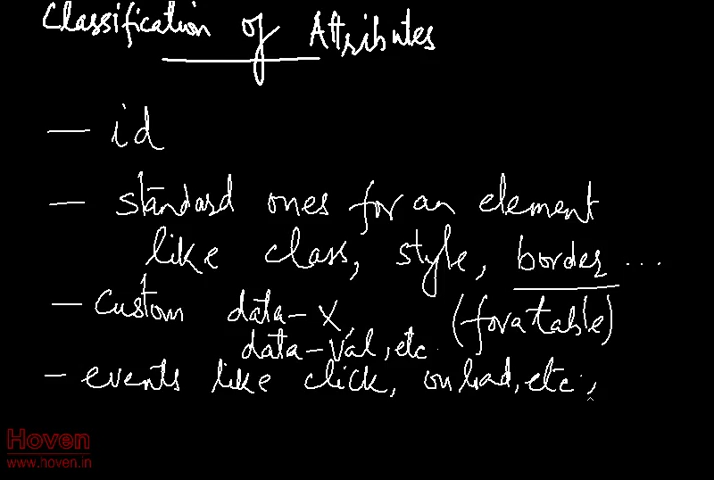 Classification of Attributes
— id
— standard ones for an element
like class, style, border ...
— custom data-x, (for a table)
data-val, etc.
— events like click, onload, etc.,
Hoven
www.hoven.in